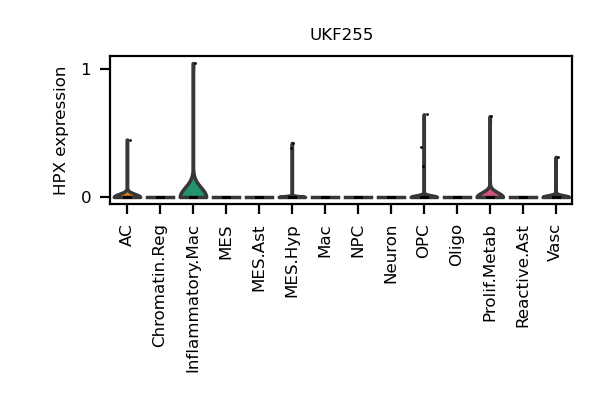 UKF255
HPX expression
1
0
AC
Chromatin.Reg
Inflammatory.Mac
MES
MES.Ast
MES.Hyp
Mac
NPC
Neuron
OPC
Oligo
Prolif.Metab
Reactive.Ast
Vasc